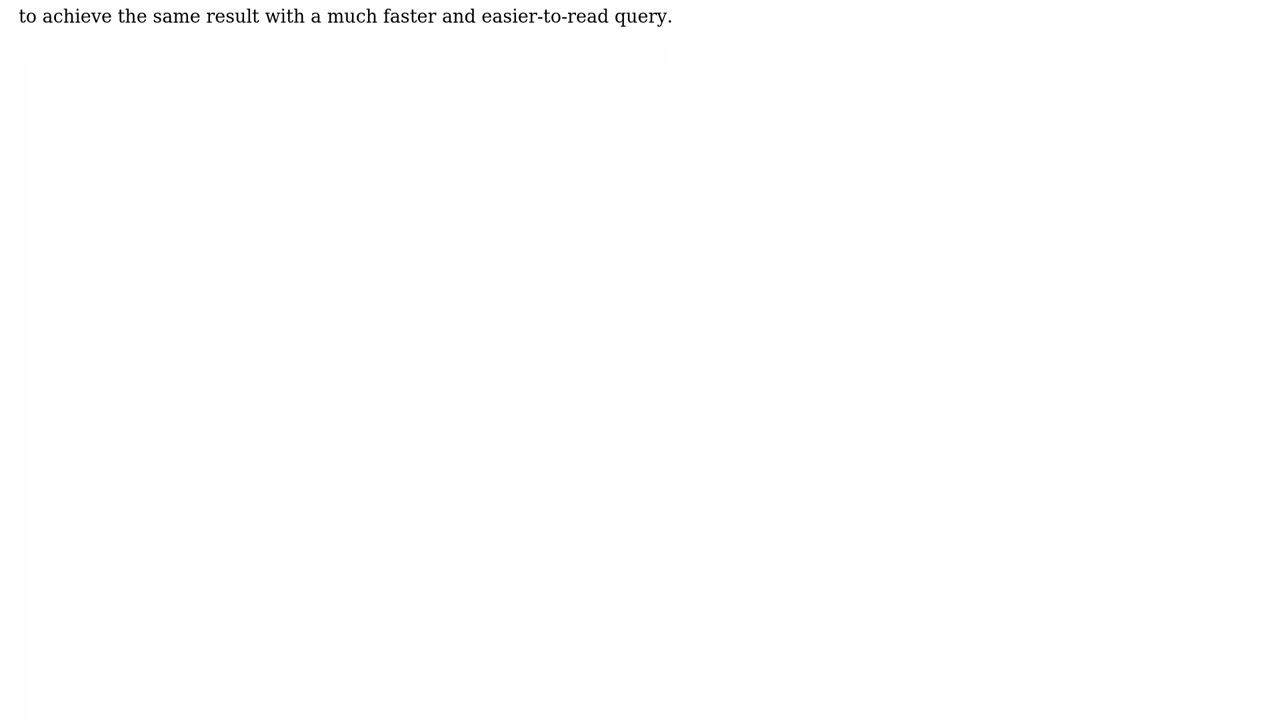 to achieve the same result with a much faster and easier-to-read query.